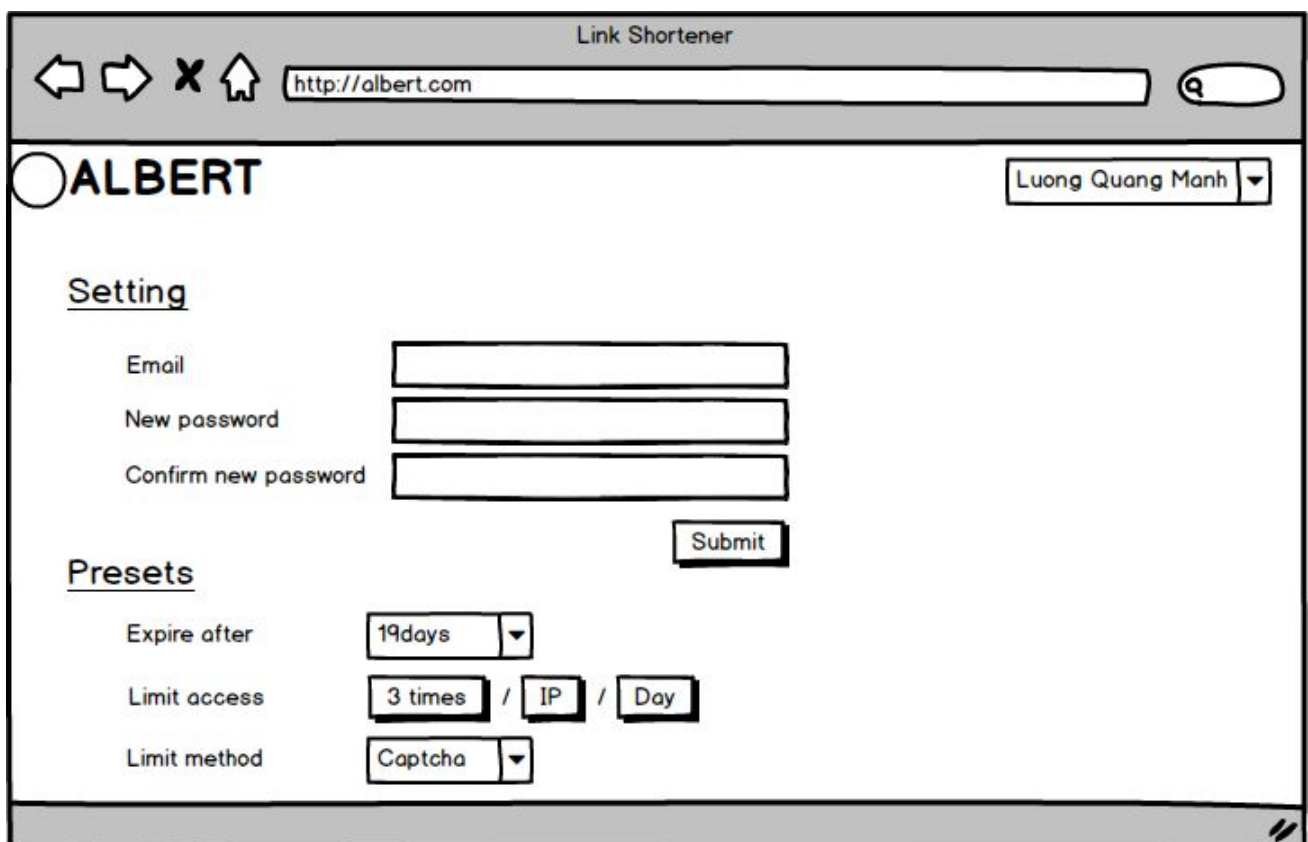 Link Shortener
http://albert.com
ALBERT
Luong Quang Manh
Setting
Email
New password
Confirm new password
Submit
Presets
Expire after 19days
Limit access 3 times / IP / Day
Limit method Captcha